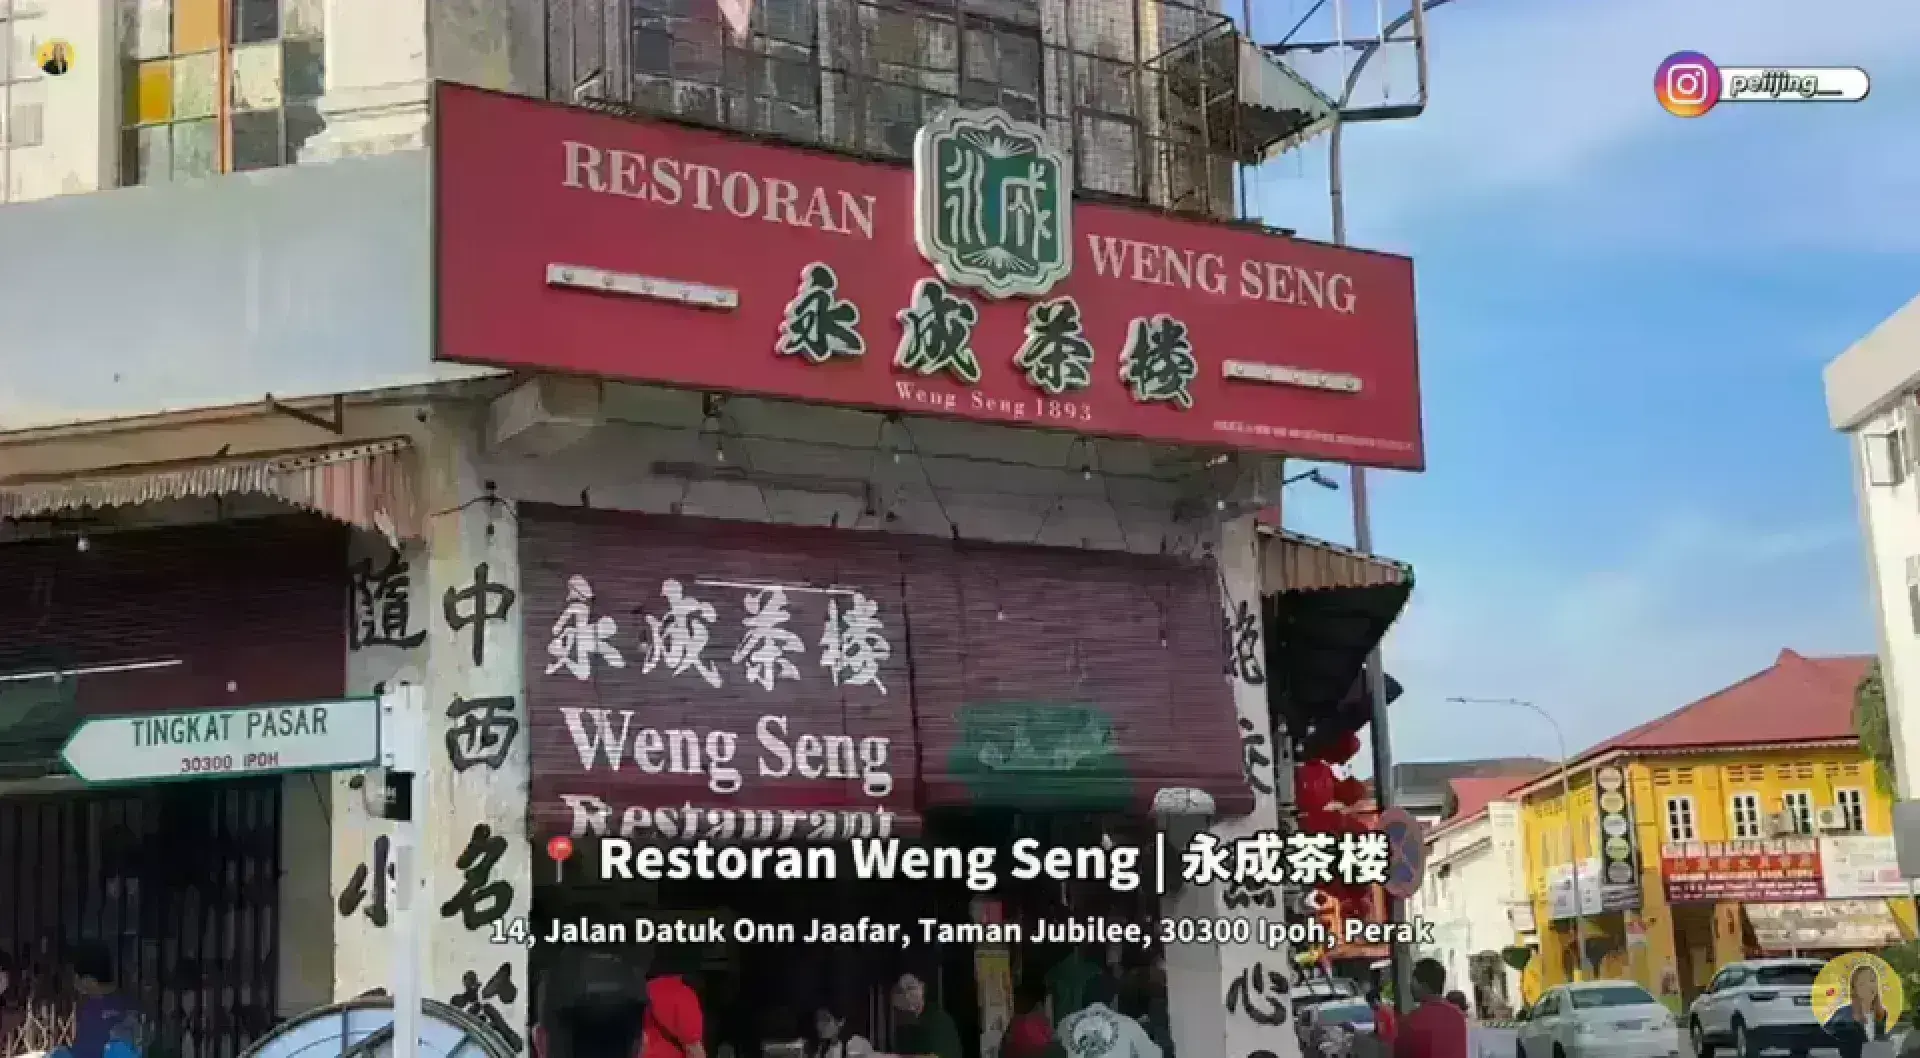 peiijing__
RESTORAN
永成
WENG SENG
永成茶楼
Weng Seng 1893
隨
小
中
西
名
永成茶楼
Weng Seng
Restaurant
心
TINGKAT PASAR
30300 IPOH
📍 Restoran Weng Seng | 永成茶楼
14, Jalan Datuk Onn Jaafar, Taman Jubilee, 30300 Ipoh, Perak